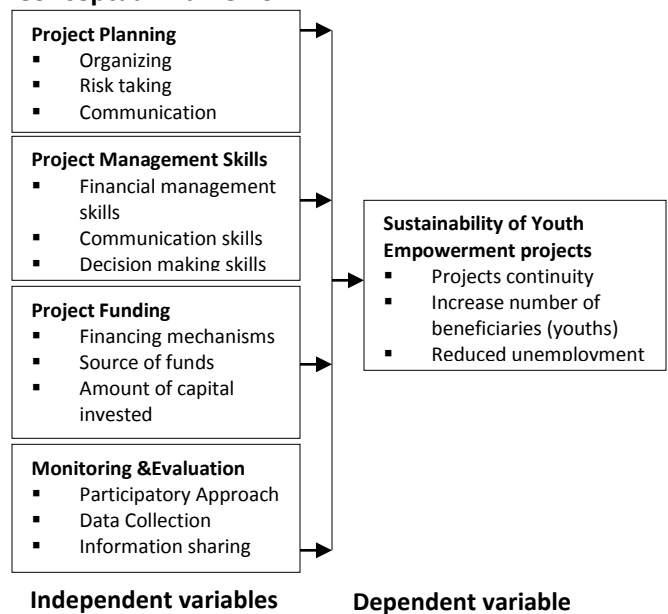 Project Planning
▪ Organizing
▪ Risk taking
▪ Communication
Project Management Skills
▪ Financial management
skills
▪ Communication skills
▪ Decision making skills
Project Funding
▪ Financing mechanisms
▪ Source of funds
▪ Amount of capital
invested
Monitoring &Evaluation
▪ Participatory Approach
▪ Data Collection
▪ Information sharing
Independent variables
Sustainability of Youth
Empowerment projects
▪ Projects continuity
▪ Increase number of
beneficiaries (youths)
▪ Reduced unemployment
Dependent variable